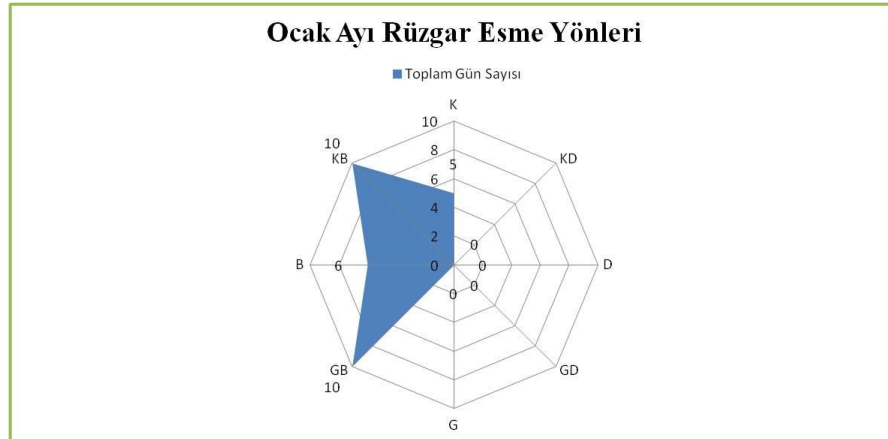 Ocak Ayı Rüzgar Esme Yönleri
Toplam Gün Sayısı
K
10
10
KB
KD
8
5
6
4
2
0
B
6
0
0
D
0
0
GB
10
GD
G